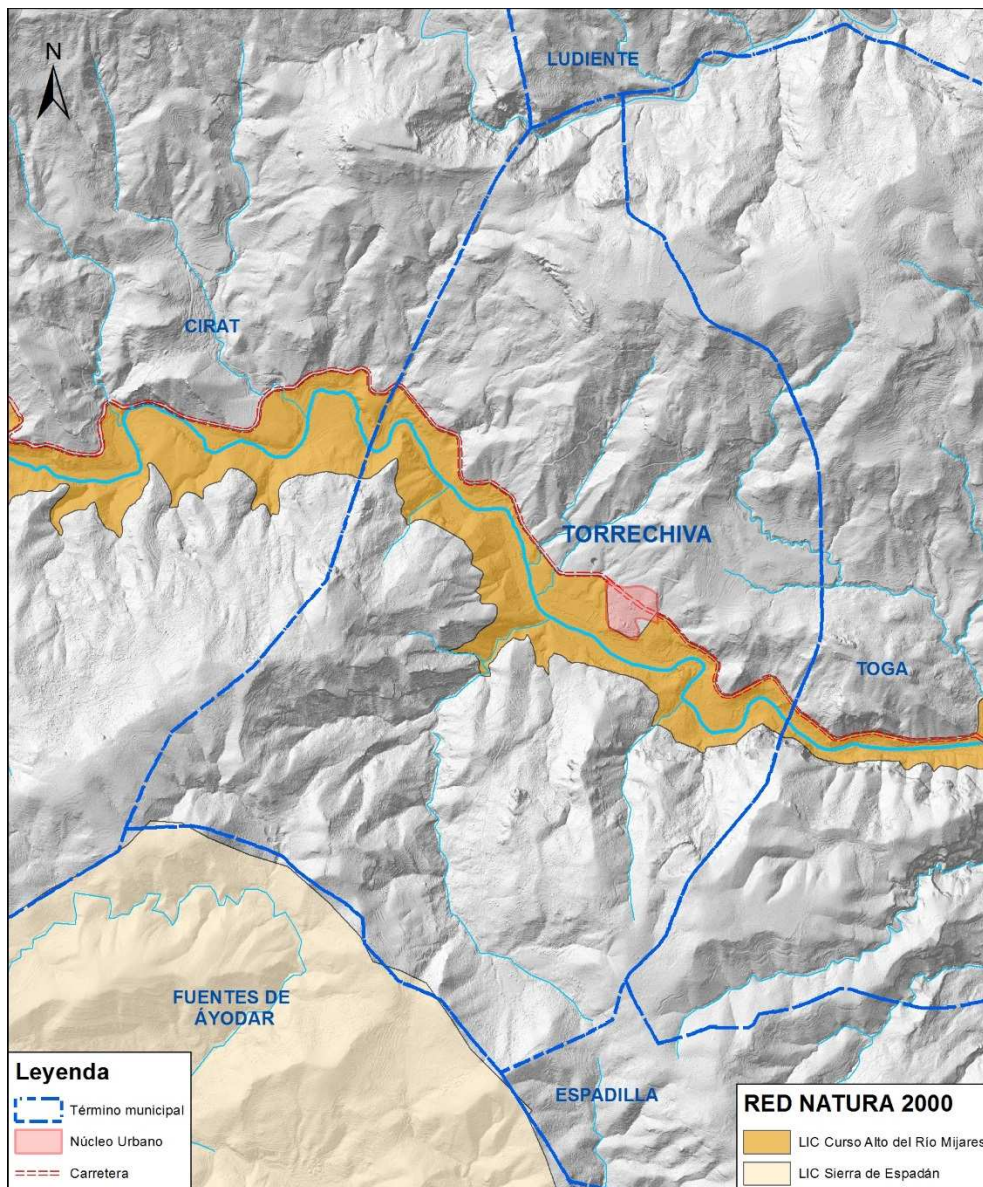 N
LUDIENTE
CIRAT
TORRECHIVA
TOGA
FUENTES DE
ÁYODAR
ESPADILLA
Leyenda
Término municipal
Núcleo Urbano
Carretera
RED NATURA 2000
LIC Curso Alto del Río Mijares
LIC Sierra de Espadán